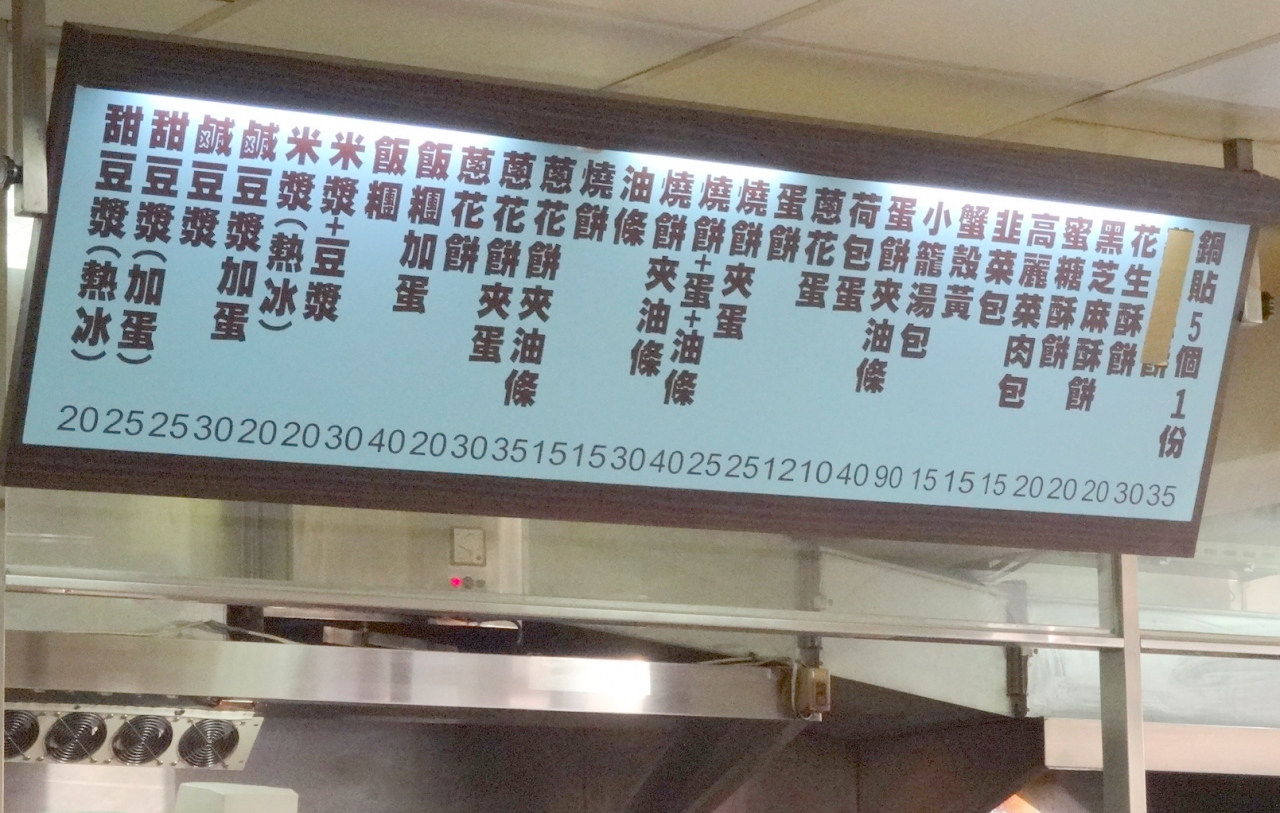 甜豆漿(熱冰) 20
甜豆漿(加蛋) 25
鹹豆漿 25
鹹豆漿加蛋 30
米漿(熱冰) 20
米漿+豆漿 20
飯糰 30
飯糰加蛋 40
蔥花餅 20
蔥花餅夾蛋 30
蔥花餅夾油條 35
燒餅 15
油條 15
燒餅夾油條 30
燒餅+蛋+油條 40
燒餅夾蛋 25
蛋餅 25
蔥花蛋 12
荷包蛋 10
蛋餅夾油條 40
小籠湯包 90
蟹殼黃 15
韭菜包 15
高麗菜肉包 15
蜜糖酥餅 20
黑芝麻酥餅 20
花生酥餅 20
餅 30
鍋貼5個1份 35